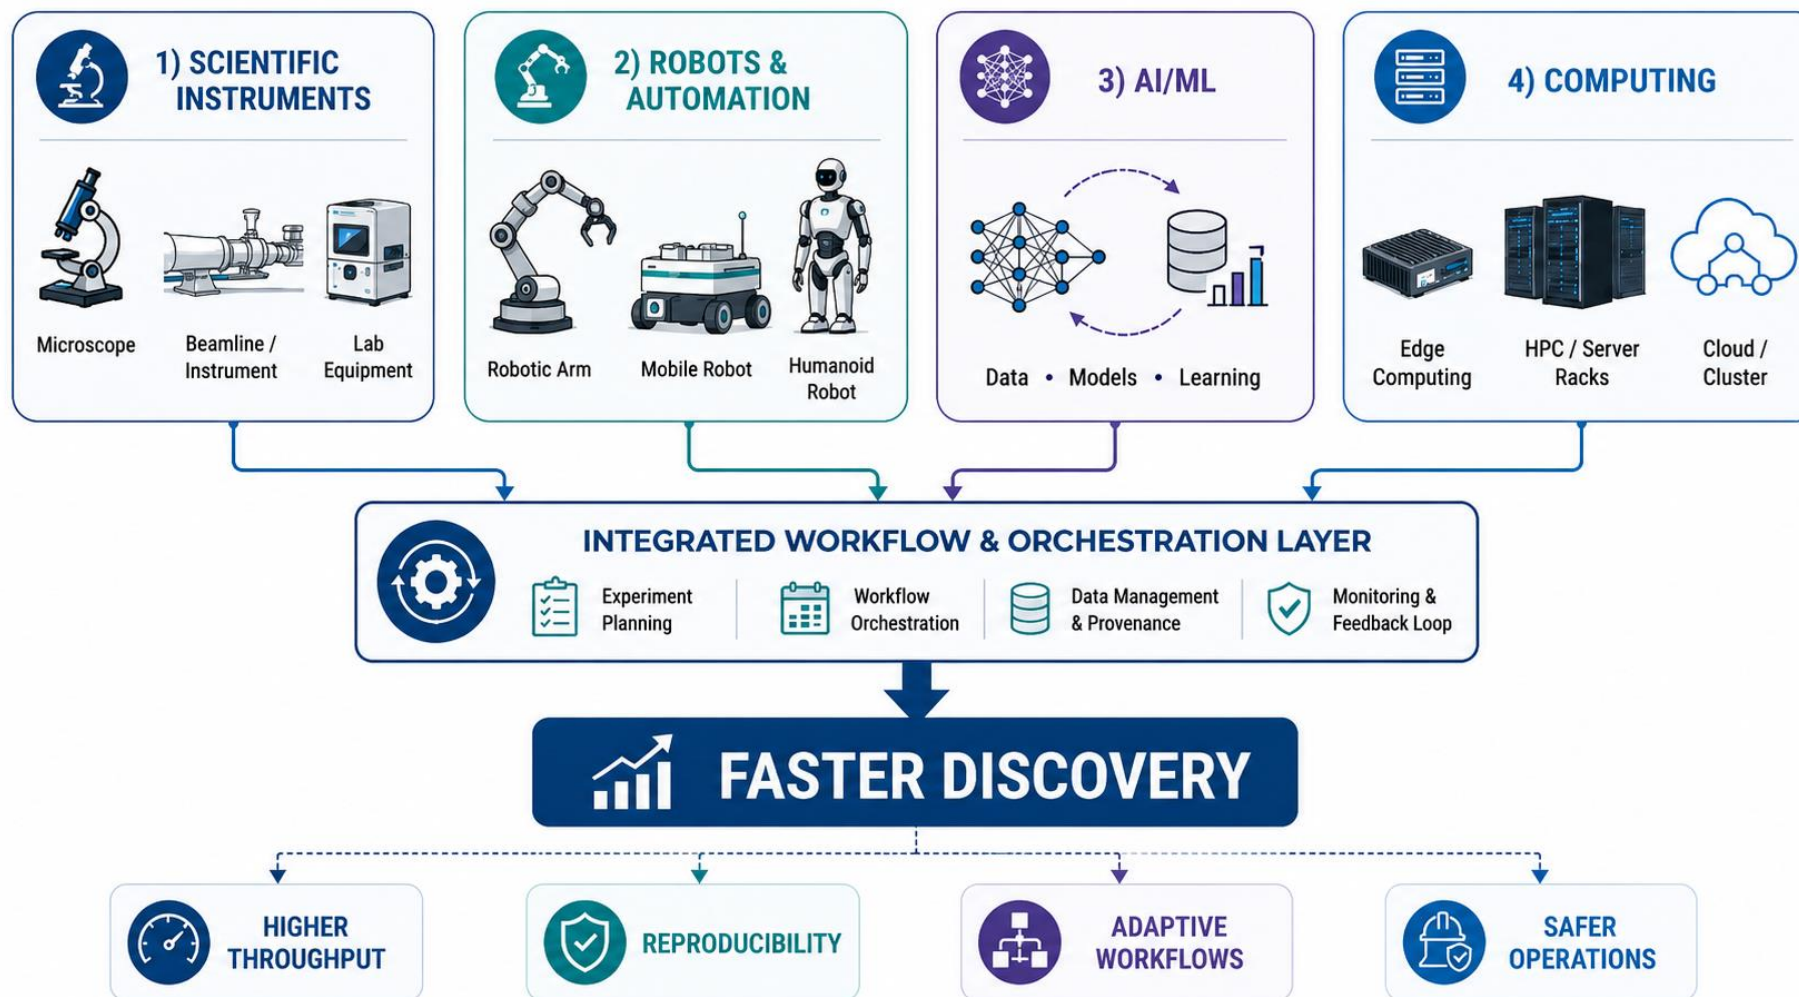 1) SCIENTIFIC
INSTRUMENTS
2) ROBOTS &
AUTOMATION
3) AI/ML
4) COMPUTING
Microscope
Beamline /
Instrument
Lab
Equipment
Robotic Arm
Mobile Robot
Humanoid
Robot
Data • Models • Learning
Edge
Computing
HPC / Server
Racks
Cloud /
Cluster
INTEGRATED WORKFLOW & ORCHESTRATION LAYER
Experiment
Planning
Workflow
Orchestration
Data Management
& Provenance
Monitoring &
Feedback Loop
FASTER DISCOVERY
HIGHER
THROUGHPUT
REPRODUCIBILITY
ADAPTIVE
WORKFLOWS
SAFER
OPERATIONS